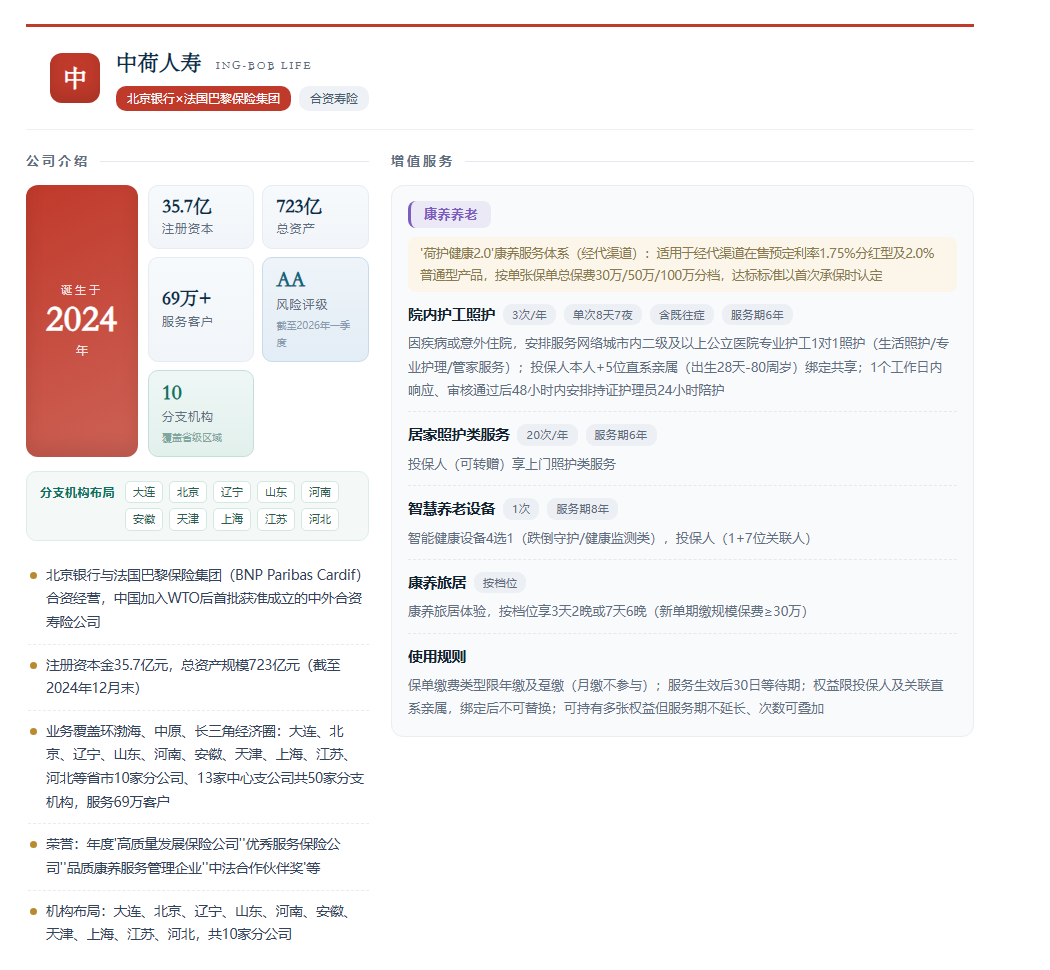 中
中荷人寿 ING-BOB LIFE
北京银行×法国巴黎保险集团 合资寿险
公司介绍
诞生于
2024
年
35.7亿
注册资本
723亿
总资产
69万+
服务客户
AA
风险评级
截至2026年一季
度
10
分支机构
覆盖省级区域
分支机构布局 大连 北京 辽宁 山东 河南
安徽 天津 上海 江苏 河北
北京银行与法国巴黎保险集团（BNP Paribas Cardif）
合资经营，中国加入WTO后首批获准成立的中外合资
寿险公司
注册资本金35.7亿元，总资产规模723亿元（截至
2024年12月末）
业务覆盖环渤海、中原、长三角经济圈：大连、北
京、辽宁、山东、河南、安徽、天津、上海、江苏、
河北等省市10家分公司、13家中心支公司共50家分支
机构，服务69万客户
荣誉：年度'高质量发展保险公司''优秀服务保险公
司''品质康养服务管理企业''中法合作伙伴奖'等
机构布局：大连、北京、辽宁、山东、河南、安徽、
天津、上海、江苏、河北，共10家分公司
增值服务
康养养老
'荷护健康2.0'康养服务体系（经代渠道）：适用于经代渠道在售预定利率1.75%分红型及2.0%
普通型产品，按单张保单总保费30万/50万/100万分档，达标标准以首次承保时认定
院内护工照护 3次/年 单次8天7夜 含既往症 服务期6年
因疾病或意外住院，安排服务网络城市内二级及以上公立医院专业护工1对1照护（生活照护/专
业护理/管家服务）；投保人本人+5位直系亲属（出生28天-80周岁）绑定共享；1个工作日内
响应、审核通过后48小时内安排持证护理员24小时陪护
居家照护类服务 20次/年 服务期6年
投保人（可转赠）享上门照护类服务
智慧养老设备 1次 服务期8年
智能健康设备4选1（跌倒守护/健康监测类），投保人（1+7位关联人）
康养旅居 按档位
康养旅居体验，按档位享3天2晚或7天6晚（新单期缴规模保费≥30万）
使用规则
保单缴费类型限年缴及趸缴（月缴不参与）；服务生效后30日等待期；权益限投保人及关联直
系亲属，绑定后不可替换；可持有多张权益但服务期不延长、次数可叠加